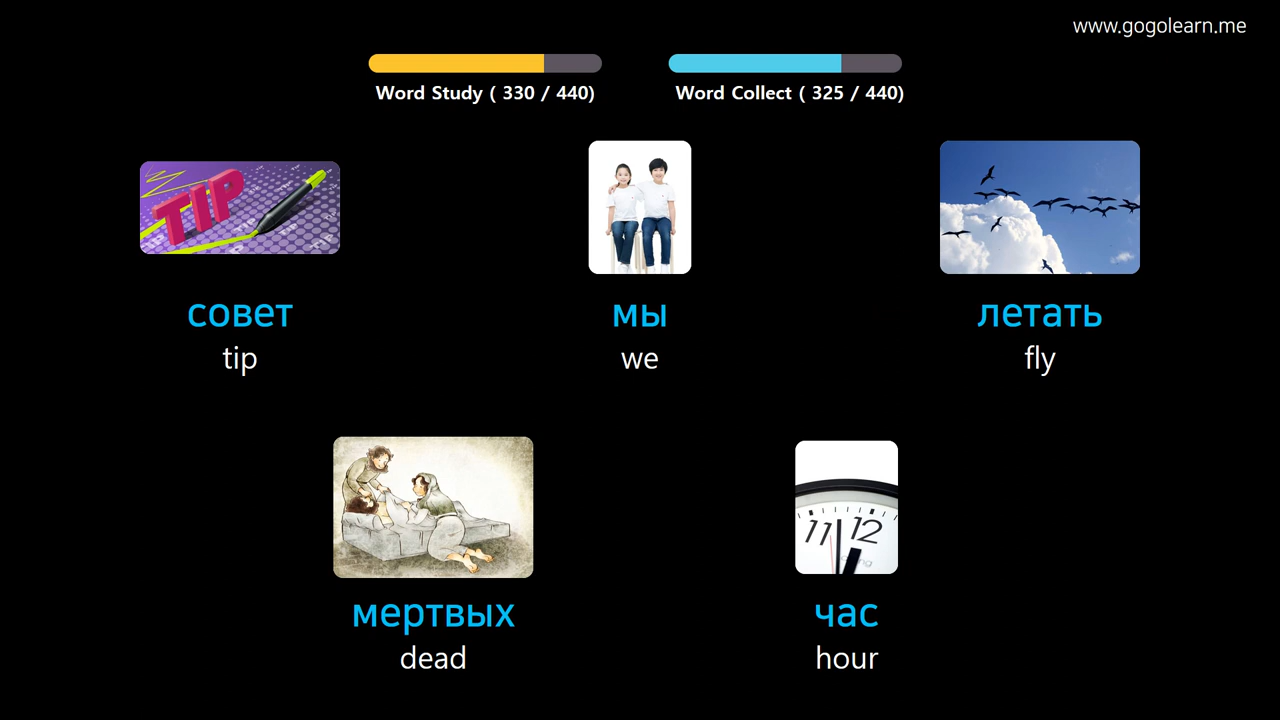 www.gogolearn.me
Word Study ( 330 / 440)
Word Collect ( 325 / 440)
TIP
совет
tip
мы
we
летать
fly
11 12
мертвых
dead
час
hour